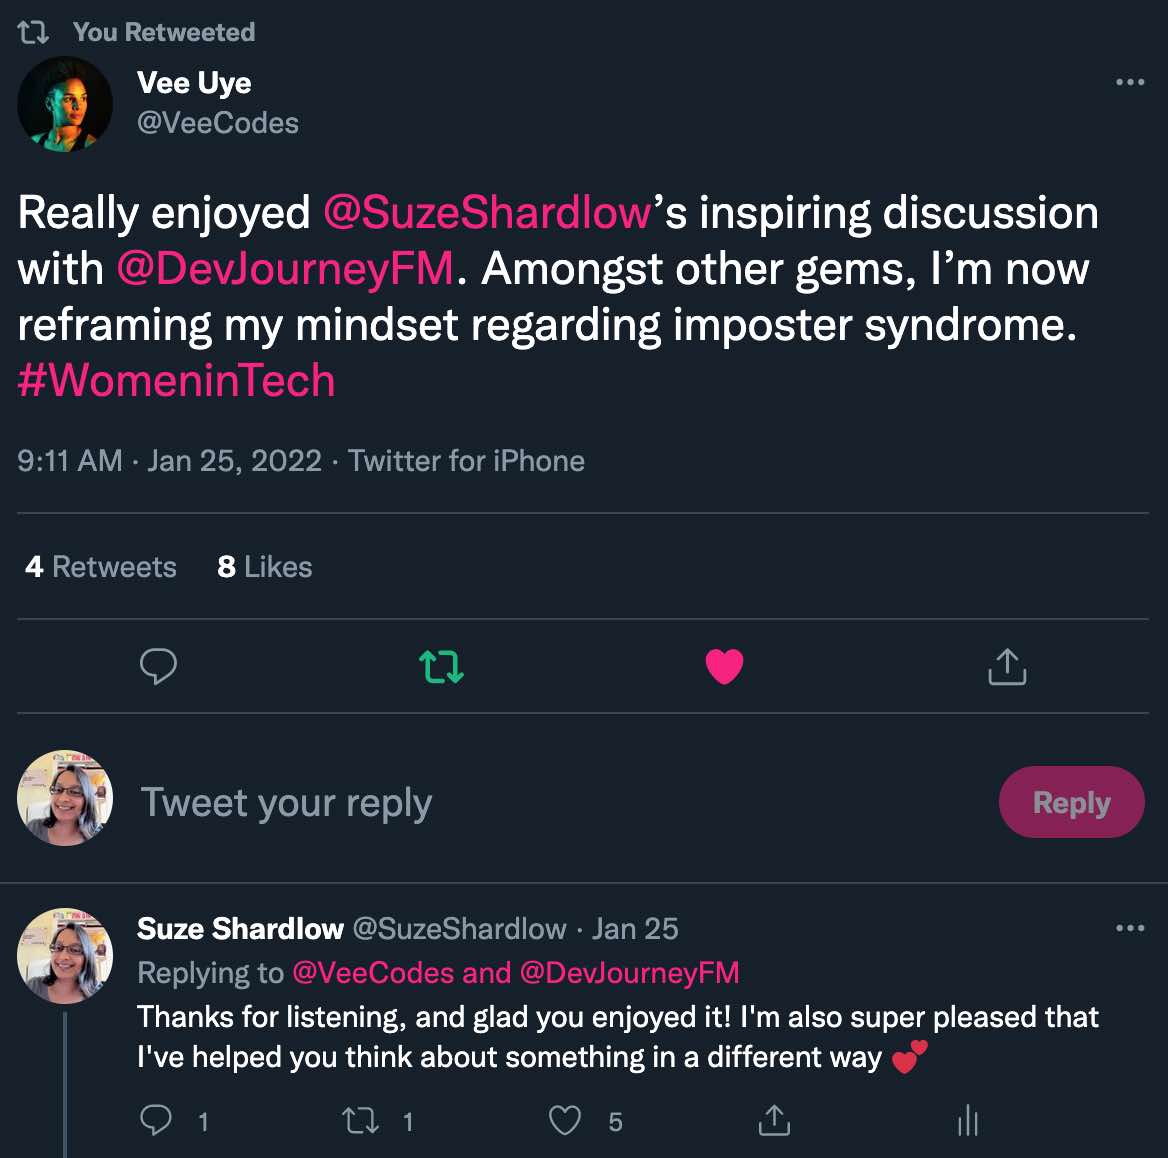 You Retweeted
Vee Uye
@VeeCodes
Really enjoyed @SuzeShardlow’s inspiring discussion
with @DevJourneyFM. Amongst other gems, I’m now
reframing my mindset regarding imposter syndrome.
#WomeninTech
9:11 AM · Jan 25, 2022 · Twitter for iPhone
4 Retweets 8 Likes
Tweet your reply
Reply
Suze Shardlow @SuzeShardlow · Jan 25
Replying to @VeeCodes and @DevJourneyFM
Thanks for listening, and glad you enjoyed it! I'm also super pleased that
I've helped you think about something in a different way 💕
1 1 5